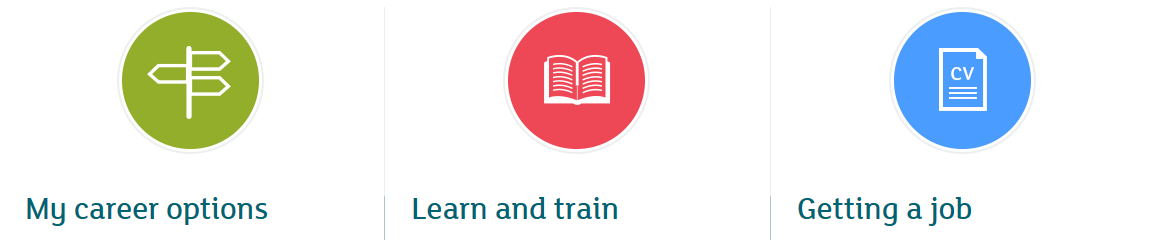 CV
My career options
Learn and train
Getting a job